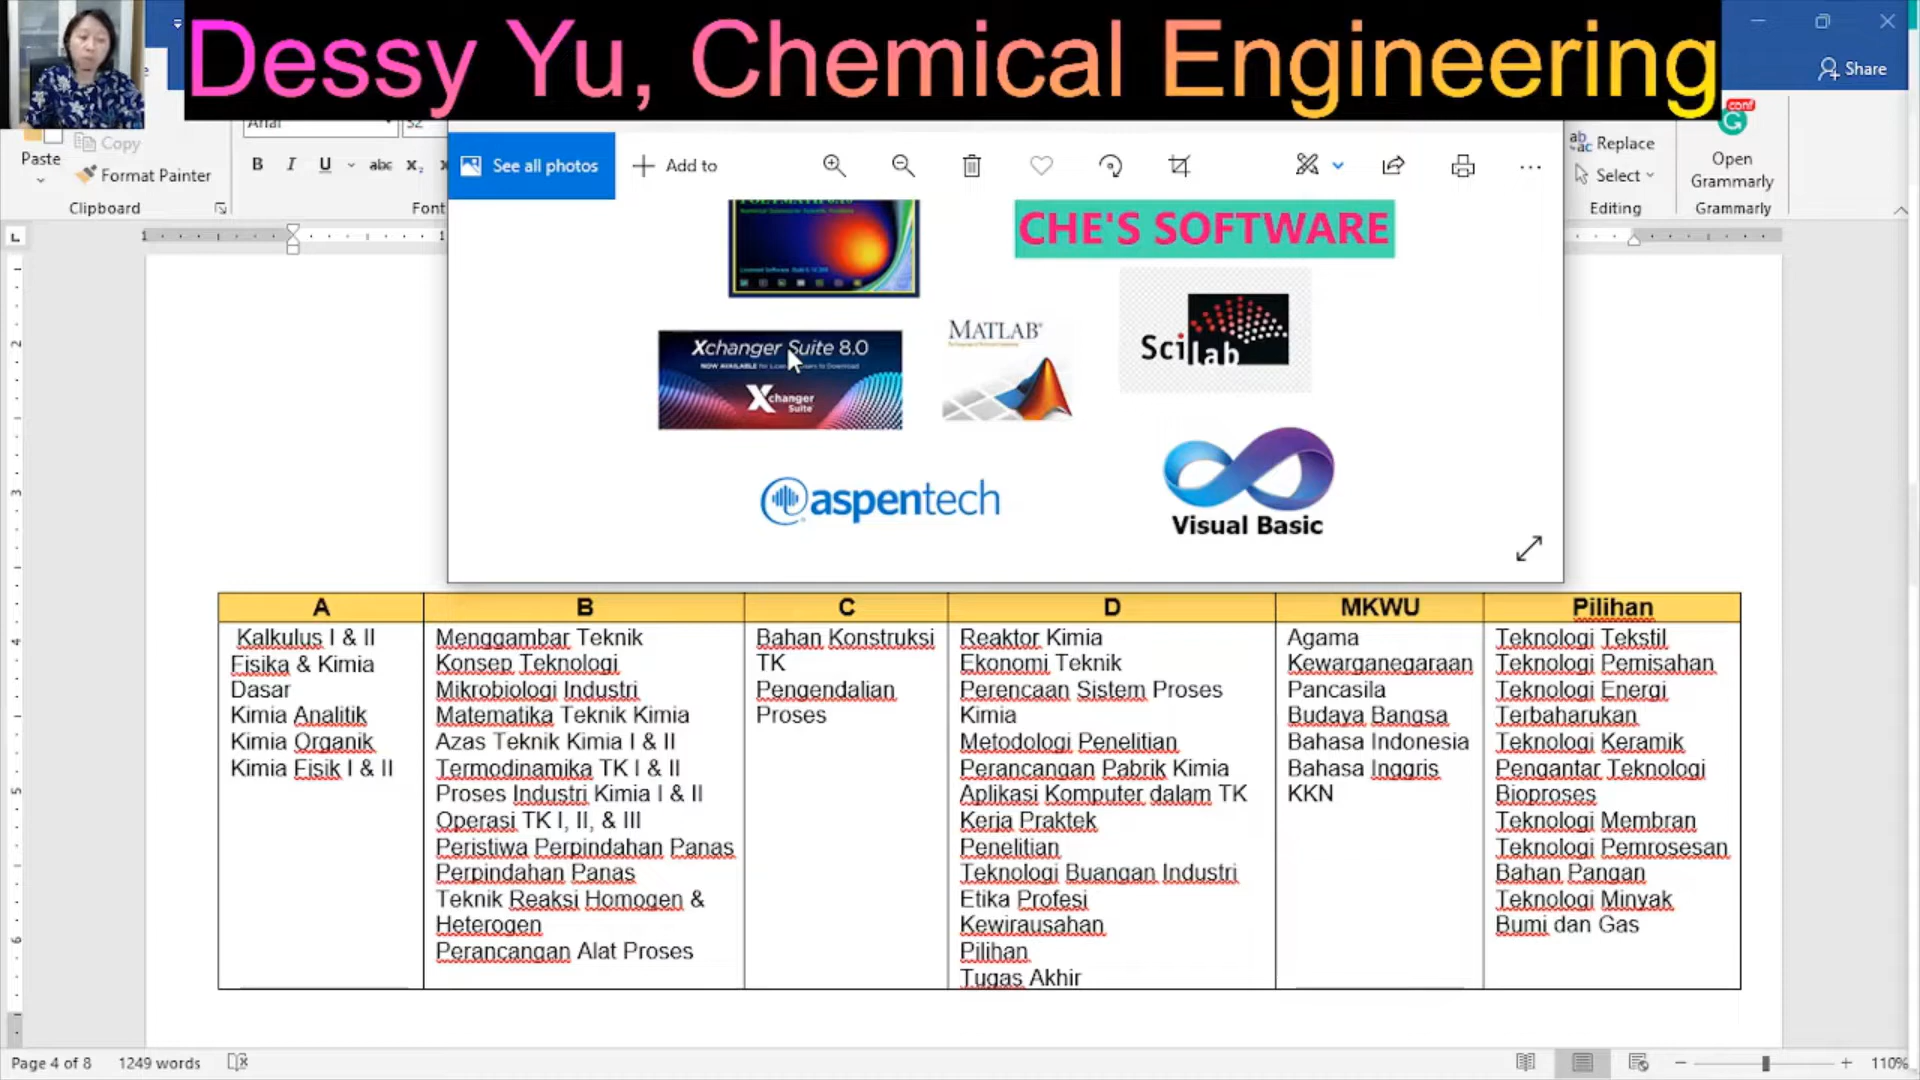 Dessy Yu, Chemical Engineering
Share
Paste
Copy
Format Painter
Clipboard
Arial
B I U abc x
Font
See all photos
Add to
Replace
Select
Editing
conf
Open
Grammarly
Grammarly
POLYMATH 6.10
CHE'S SOFTWARE
Xchanger Suite 8.0
Xchanger
Suite
MATLAB
Scilab
aspentech
Visual Basic
A
B
C
D
MKWU
Pilihan
Kalkulus I & II
Fisika & Kimia
Dasar
Kimia Analitik
Kimia Organik
Kimia Fisik I & II
Menggambar Teknik
Konsep Teknologi
Mikrobiologi Industri
Matematika Teknik Kimia
Azas Teknik Kimia I & II
Termodinamika TK I & II
Proses Industri Kimia I & II
Operasi TK I, II, & III
Peristiwa Perpindahan Panas
Perpindahan Panas
Teknik Reaksi Homogen &
Heterogen
Perancangan Alat Proses
Bahan Konstruksi
TK
Pengendalian
Proses
Reaktor Kimia
Ekonomi Teknik
Perencaan Sistem Proses
Kimia
Metodologi Penelitian
Perancangan Pabrik Kimia
Aplikasi Komputer dalam TK
Kerja Praktek
Penelitian
Teknologi Buangan Industri
Etika Profesi
Kewirausahan
Pilihan
Tugas Akhir
Agama
Kewarganegaraan
Pancasila
Budaya Bangsa
Bahasa Indonesia
Bahasa Inggris
KKN
Teknologi Tekstil
Teknologi Pemisahan
Teknologi Energi
Terbaharukan
Teknologi Keramik
Pengantar Teknologi
Bioproses
Teknologi Membran
Teknologi Pemrosesan
Bahan Pangan
Teknologi Minyak
Bumi dan Gas
Page 4 of 8
1249 words
110%